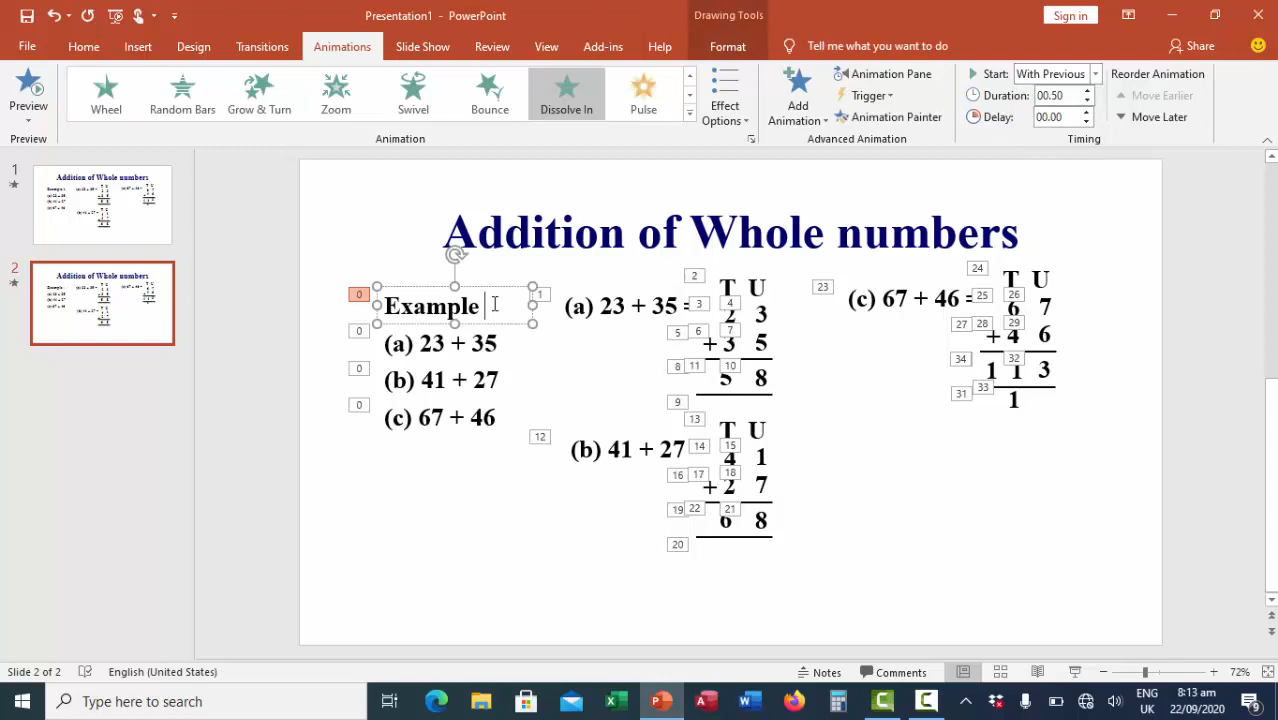 Presentation1 - PowerPoint
Drawing Tools
Sign in
File Home Insert Design Transitions Animations Slide Show Review View Add-ins Help Format Tell me what you want to do Share
Preview
Wheel Random Bars Grow & Turn Zoom Swivel Bounce Dissolve In Pulse
Effect Options
Add Animation
Animation Pane
Trigger
Animation Painter
Start: With Previous
Duration: 00.50
Delay: 00.00
Reorder Animation
Move Earlier
Move Later
Preview Animation Advanced Animation Timing
1
2
Addition of Whole numbers
Example
(a) 23 + 35
(b) 41 + 27
(c) 67 + 46
(a) 23 + 35 =
T U
2 3
+ 3 5
5 8
(b) 41 + 27
T U
4 1
+ 2 7
6 8
(c) 67 + 46 =
T U
6 7
+ 4 6
1 1 3
1
Slide 2 of 2 English (United States) Notes Comments 72%
Type here to search
ENG
UK
8:13 am
22/09/2020